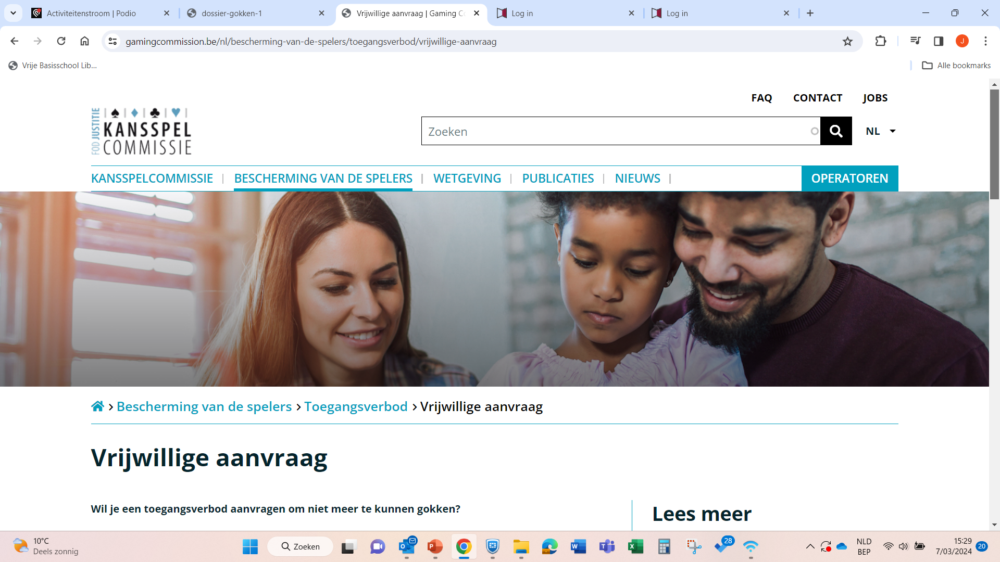 Activiteitenstroom | Podio
dossier-gokken-1
Vrijwillige aanvraag | Gaming Co
Log in
Log in
gamingcommission.be/nl/bescherming-van-de-spelers/toegangsverbod/vrijwillige-aanvraag
J
Vrije Basisschool Lib...
Alle bookmarks
FAQ CONTACT JOBS
FOD JUSTITIE
KANSSPEL
COMMISSIE
Zoeken
NL
KANSSPELCOMMISSIE | BESCHERMING VAN DE SPELERS | WETGEVING | PUBLICATIES | NIEUWS |
OPERATOREN
Bescherming van de spelers > Toegangsverbod > Vrijwillige aanvraag
Vrijwillige aanvraag
Wil je een toegangsverbod aanvragen om niet meer te kunnen gokken?
Lees meer
10°C
Deels zonnig
Zoeken
28
NLD
BEP
15:29
7/03/2024
20